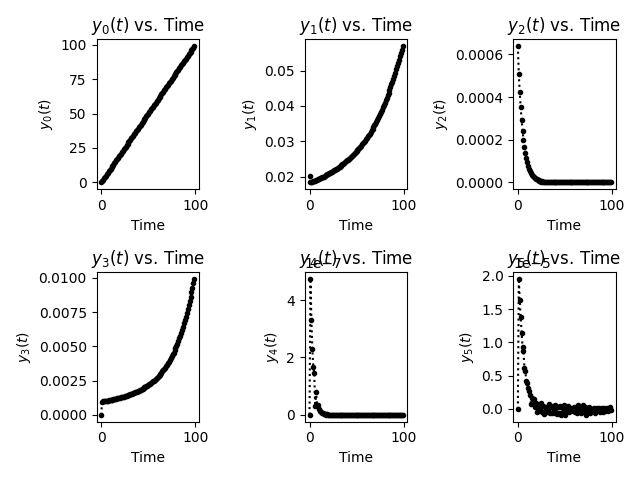 y₀(t) vs. Time
100
75
50
25
0
y₀(t)
0
100
Time
y₁(t) vs. Time
0.05
0.04
0.03
0.02
y₁(t)
0
100
Time
y₂(t) vs. Time
0.0006
0.0004
0.0002
0.0000
y₂(t)
0
100
Time
y₃(t) vs. Time
0.0100
0.0075
0.0050
0.0025
0.0000
y₃(t)
0
100
Time
y₄(t) vs. Time
1e−7
4
2
0
y₄(t)
0
100
Time
y₅(t) vs. Time
1e−5
2.0
1.5
1.0
0.5
0.0
y₅(t)
0
100
Time